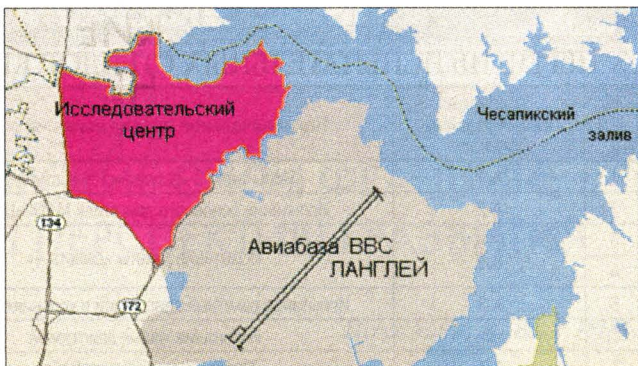 Исследовательский
центр
Чесапикский
залив
134
Авиабаза ВВС
ЛАНГЛЕЙ
172